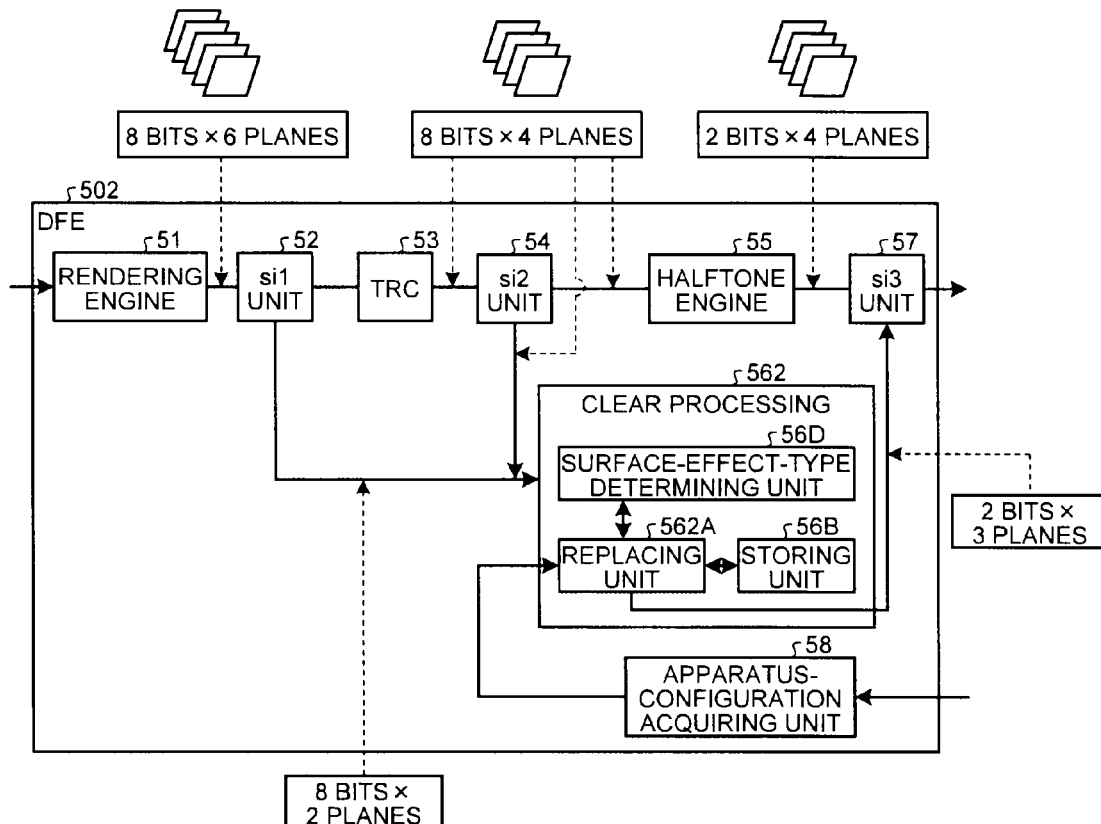 8 BITS × 6 PLANES
8 BITS × 4 PLANES
2 BITS × 4 PLANES
502
DFE
51
52
53
54
55
57
RENDERING
ENGINE
si1
UNIT
TRC
si2
UNIT
HALFTONE
ENGINE
si3
UNIT
562
CLEAR PROCESSING
56D
SURFACE-EFFECT-TYPE
DETERMINING UNIT
562A
56B
REPLACING
UNIT
STORING
UNIT
2 BITS ×
3 PLANES
58
APPARATUS-
CONFIGURATION
ACQUIRING UNIT
8 BITS ×
2 PLANES